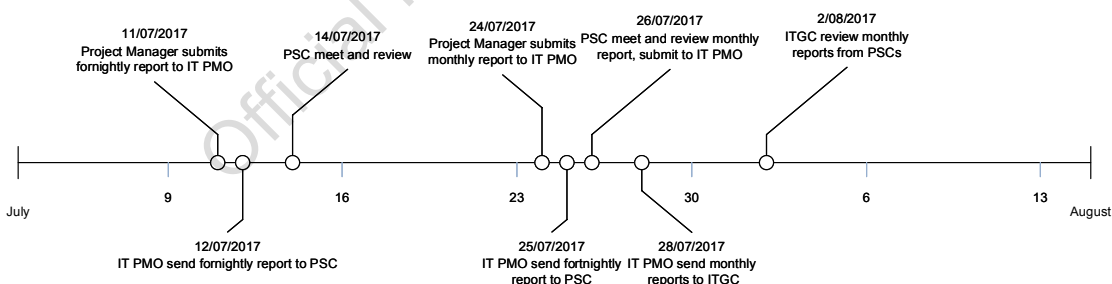 11/07/2017
Project Manager submits
fornightly report to IT PMO
14/07/2017
PSC meet and review
24/07/2017
Project Manager submits
monthly report to IT PMO
26/07/2017
PSC meet and review monthly
report, submit to IT PMO
2/08/2017
ITGC review monthly
reports from PSCs
Official
9
16
23
30
6
13
July
August
12/07/2017
IT PMO send fornightly report to PSC
25/07/2017
IT PMO send fortnightly
report to PSC
28/07/2017
IT PMO send monthly
reports to ITGC